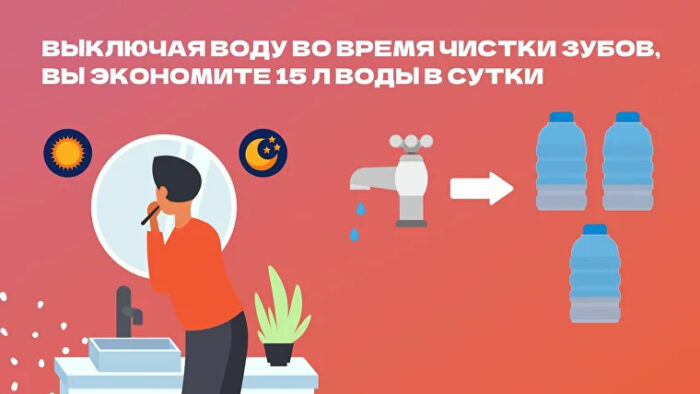 ВЫКЛЮЧАЯ ВОДУ ВО ВРЕМЯ ЧИСТКИ ЗУБОВ,
ВЫ ЭКОНОМИТЕ 15 Л ВОДЫ В СУТКИ